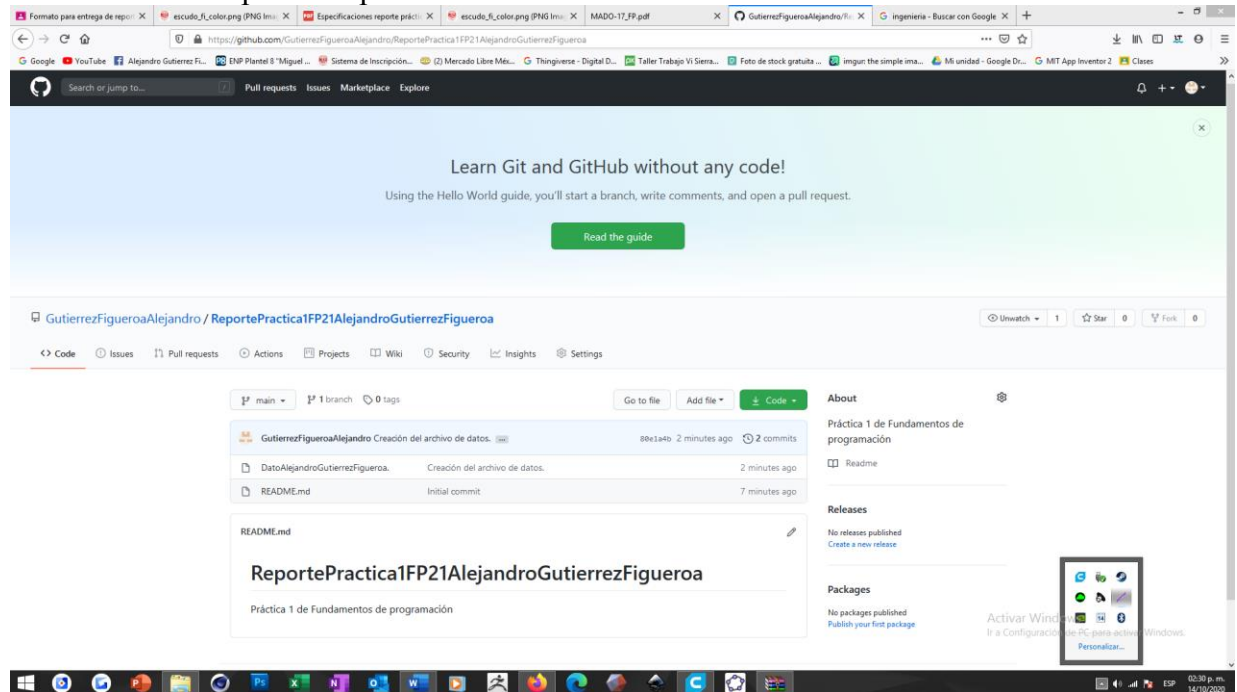 Formato para entrega de report
escudo_fi_color.png (PNG Imag
Especificaciones reporte prácti
escudo_fi_color.png (PNG Imag
MADO-17_FP.pdf
GutierrezFigueroaAlejandro/Re
ingenieria - Buscar con Google
https://github.com/GutierrezFigueroaAlejandro/ReportePractica1FP21AlejandroGutierrezFigueroa
Google
YouTube
Alejandro Gutierrez Fi...
ENP Plantel 8 "Miguel ...
Sistema de Inscripción...
(2) Mercado Libre Méx...
Thingiverse - Digital D...
Taller Trabajo Vi Sierra...
Foto de stock gratuita ...
imgur: the simple ima...
Mi unidad - Google Dr...
MIT App Inventor 2
Clases
Search or jump to...
Pull requests Issues Marketplace Explore
Learn Git and GitHub without any code!
Using the Hello World guide, you'll start a branch, write comments, and open a pull request.
Read the guide
GutierrezFigueroaAlejandro / ReportePractica1FP21AlejandroGutierrezFigueroa
Unwatch 1 Star 0 Fork 0
<> Code Issues Pull requests Actions Projects Wiki Security Insights Settings
main 1 branch 0 tags
Go to file Add file Code
GutierrezFigueroaAlejandro Creación del archivo de datos. ... 80e1a4b 2 minutes ago 2 commits
DatoAlejandroGutierrezFigueroa. Creación del archivo de datos. 2 minutes ago
README.md Initial commit 7 minutes ago
README.md
ReportePractica1FP21AlejandroGutierrezFigueroa
Práctica 1 de Fundamentos de programación
About
Práctica 1 de Fundamentos de
programación
Readme
Releases
No releases published
Create a new release
Packages
No packages published
Publish your first package
Activar Windows
Ir a Configuración de PC para activar Windows.
Personalizar...
ESP
02:30 p. m.
14/10/2020